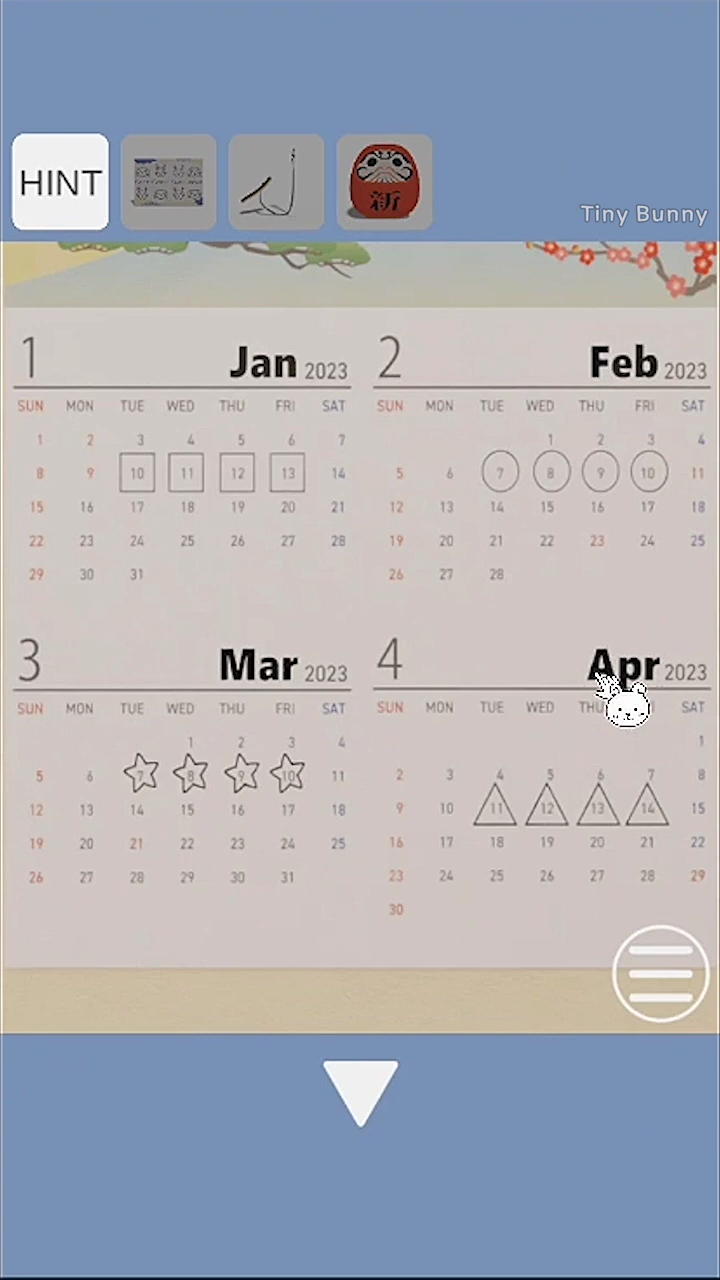 HINT
新
Tiny Bunny
1 Jan 2023
SUN MON TUE WED THU FRI SAT
1 2 3 4 5 6 7
8 9 10 11 12 13 14
15 16 17 18 19 20 21
22 23 24 25 26 27 28
29 30 31
2 Feb 2023
SUN MON TUE WED THU FRI SAT
1 2 3 4
5 6 7 8 9 10 11
12 13 14 15 16 17 18
19 20 21 22 23 24 25
26 27 28
3 Mar 2023
SUN MON TUE WED THU FRI SAT
1 2 3 4
5 6 7 8 9 10 11
12 13 14 15 16 17 18
19 20 21 22 23 24 25
26 27 28 29 30 31
4 Apr 2023
SUN MON TUE WED THU SAT
1
2 3 4 5 6 7 8
9 10 11 12 13 14 15
16 17 18 19 20 21 22
23 24 25 26 27 28 29
30